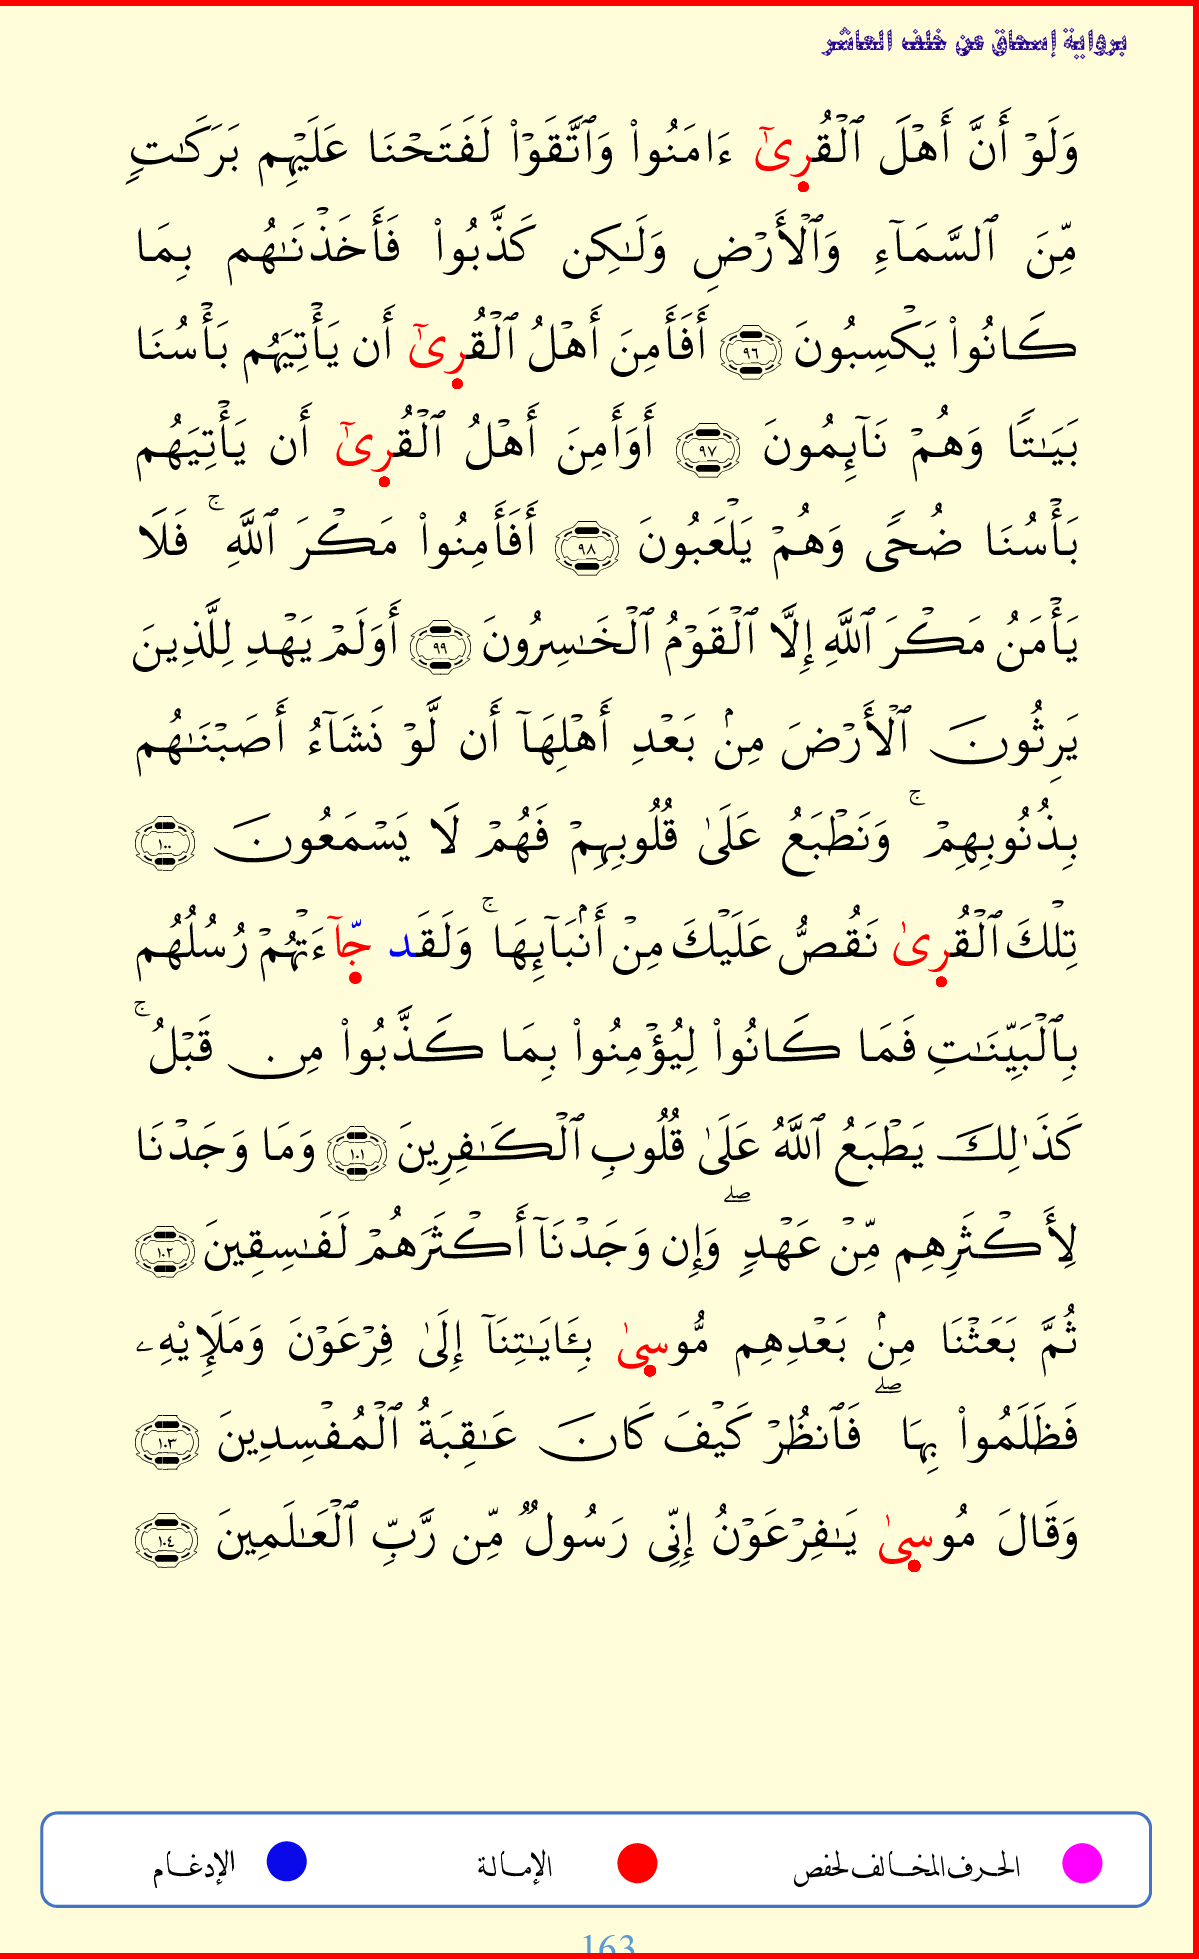 برواية إسحاق عن خلف العاشر
وَلَوۡ أَنَّ أَهۡلَ ٱلۡقُرِىٰٓ ءَامَنُواْ وَٱتَّقَوۡاْ لَفَتَحۡنَا عَلَيۡهِم بَرَكَٰتٖ
مِّنَ ٱلسَّمَآءِ وَٱلۡأَرۡضِ وَلَٰكِن كَذَّبُواْ فَأَخَذۡنَٰهُم بِمَا
كَانُواْ يَكۡسِبُونَ ٩٦ أَفَأَمِنَ أَهۡلُ ٱلۡقُرِىٰٓ أَن يَأۡتِيَهُم بَأۡسُنَا
بَيَٰتٗا وَهُمۡ نَآئِمُونَ ٩٧ أَوَأَمِنَ أَهۡلُ ٱلۡقُرِىٰٓ أَن يَأۡتِيَهُم
بَأۡسُنَا ضُحٗى وَهُمۡ يَلۡعَبُونَ ٩٨ أَفَأَمِنُواْ مَكۡرَ ٱللَّهِۚ فَلَا
يَأۡمَنُ مَكۡرَ ٱللَّهِ إِلَّا ٱلۡقَوۡمُ ٱلۡخَٰسِرُونَ ٩٩ أَوَلَمۡ يَهۡدِ لِلَّذِينَ
يَرِثُونَ ٱلۡأَرۡضَ مِنۢ بَعۡدِ أَهۡلِهَآ أَن لَّوۡ نَشَآءُ أَصَبۡنَٰهُم
بِذُنُوبِهِمۡۚ وَنَطۡبَعُ عَلَىٰ قُلُوبِهِمۡ فَهُمۡ لَا يَسۡمَعُونَ ١٠٠
تِلۡكَ ٱلۡقُرِىٰ نَقُصُّ عَلَيۡكَ مِنۡ أَنۢبَآئِهَاۚ وَلَقَد جِّآءَتۡهُمۡ رُسُلُهُم
بِٱلۡبَيِّنَٰتِ فَمَا كَانُواْ لِيُؤۡمِنُواْ بِمَا كَذَّبُواْ مِن قَبۡلُۚ
كَذَٰلِكَ يَطۡبَعُ ٱللَّهُ عَلَىٰ قُلُوبِ ٱلۡكَٰفِرِينَ ١٠١ وَمَا وَجَدۡنَا
لِأَكۡثَرِهِم مِّنۡ عَهۡدٖۖ وَإِن وَجَدۡنَآ أَكۡثَرَهُمۡ لَفَٰسِقِينَ ١٠٢
ثُمَّ بَعَثۡنَا مِنۢ بَعۡدِهِم مُّوسِىٰ بِـَٔايَٰتِنَآ إِلَىٰ فِرۡعَوۡنَ وَمَلَإِيْهِۦ
فَظَلَمُواْ بِهَاۖ فَٱنظُرۡ كَيۡفَ كَانَ عَٰقِبَةُ ٱلۡمُفۡسِدِينَ ١٠٣
وَقَالَ مُوسِىٰ يَٰفِرۡعَوۡنُ إِنِّي رَسُولٞ مِّن رَّبِّ ٱلۡعَٰلَمِينَ ١٠٤
الحرف المخالف لحفص الإمالة الإدغام
163